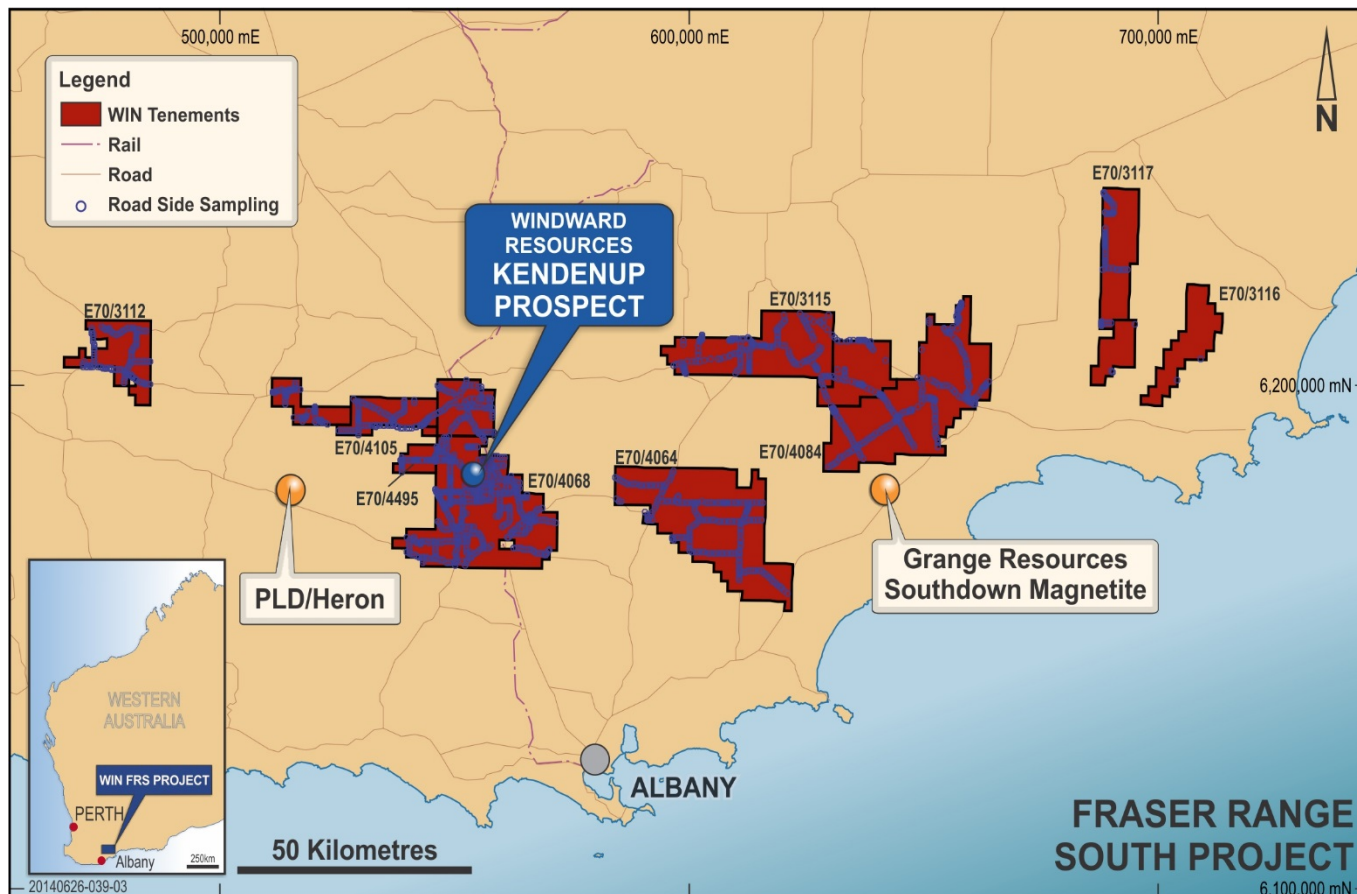 500,000 mE
600,000 mE
700,000 mE
Legend
WIN Tenements
Rail
Road
Road Side Sampling
N
WINDWARD
RESOURCES
KENDENUP
PROSPECT
E70/3117
E70/3116
E70/3112
E70/3115
6,200,000 mN
E70/4105
E70/4084
E70/4495
E70/4068
E70/4064
PLD/Heron
Grange Resources
Southdown Magnetite
WESTERN
AUSTRALIA
WIN FRS PROJECT
PERTH
Albany
250km
ALBANY
50 Kilometres
FRASER RANGE
SOUTH PROJECT
20140626-039-03
6,100,000 mN